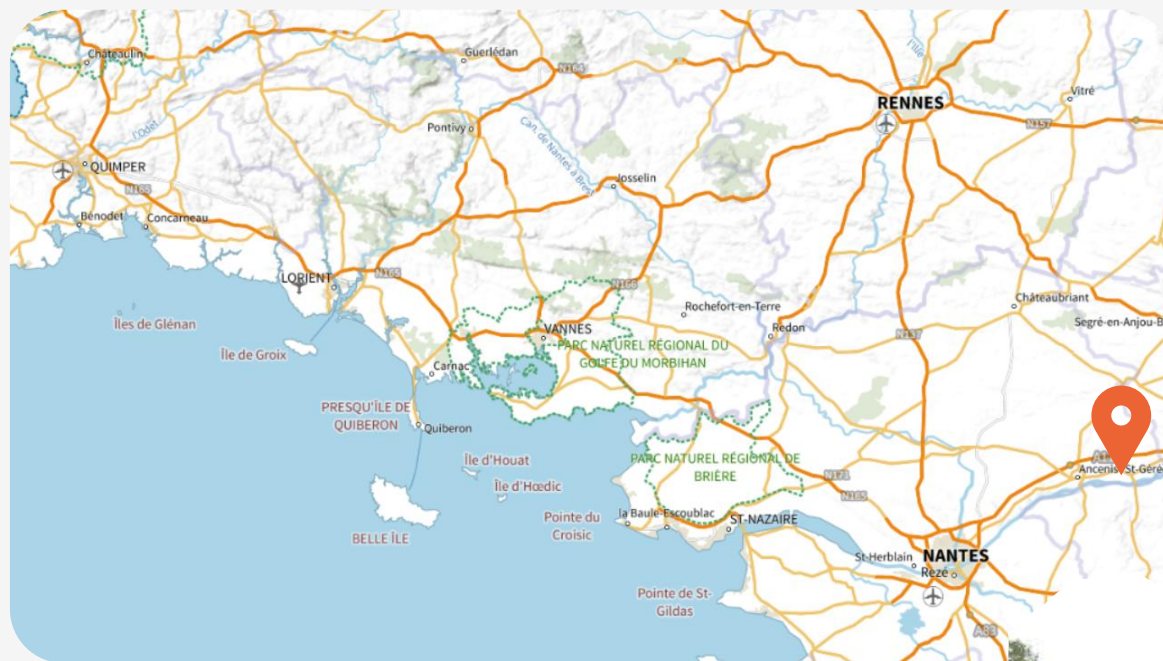 Châteaulin
Guerlédan
N164
l'Ille
RENNES
Vitré
N157
Pontivy
l'Odet
Can. de Nantes à Brest
QUIMPER
N165
Josselin
Bénodet
Concarneau
LORIENT
N165
N166
Rochefort-en-Terre
Châteaubriant
Îles de Glénan
Île de Groix
VANNES
Redon
N137
Segré-en-Anjou-B
PARC NATUREL RÉGIONAL DU
GOLFE DU MORBIHAN
Carnac
PRESQU'ÎLE DE
QUIBERON
Quiberon
Île d'Houat
Île d'Hœdic
PARC NATUREL RÉGIONAL DE
BRIÈRE
N171
N165
Ancenis-St-Géré
BELLE ÎLE
Pointe du
Croisic
la Baule-Escoublac
ST-NAZAIRE
St-Herblain
NANTES
Rezé
Pointe de St-
Gildas
A83